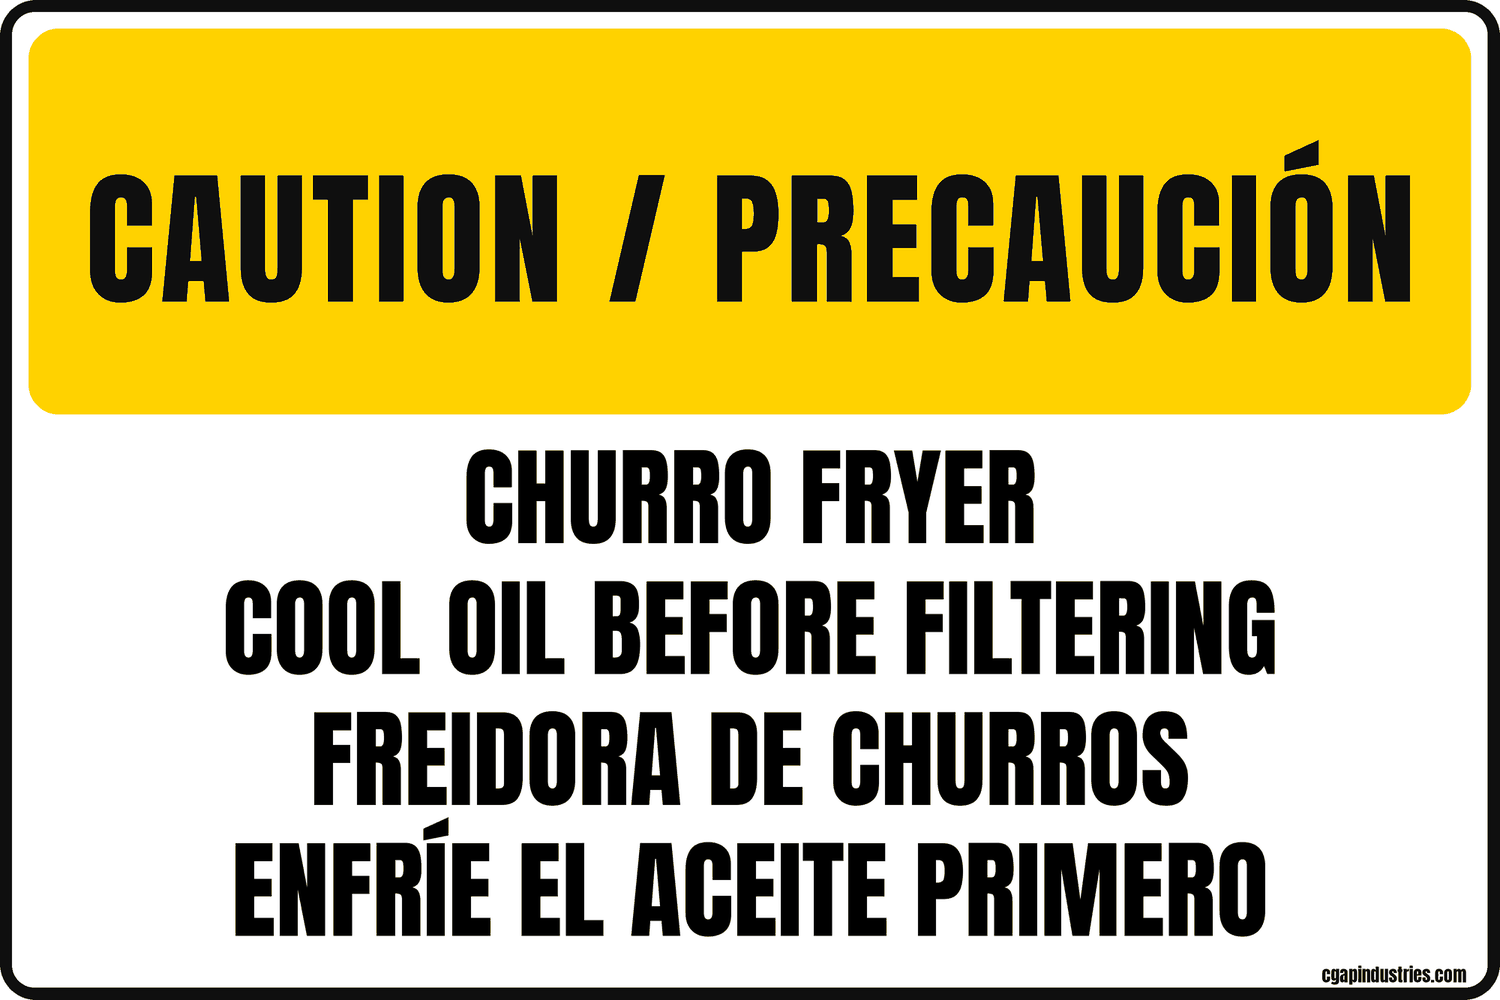 CAUTION / PRECAUCIÓN
CHURRO FRYER
COOL OIL BEFORE FILTERING
FREIDORA DE CHURROS
ENFRÍE EL ACEITE PRIMERO
cgapindustries.com